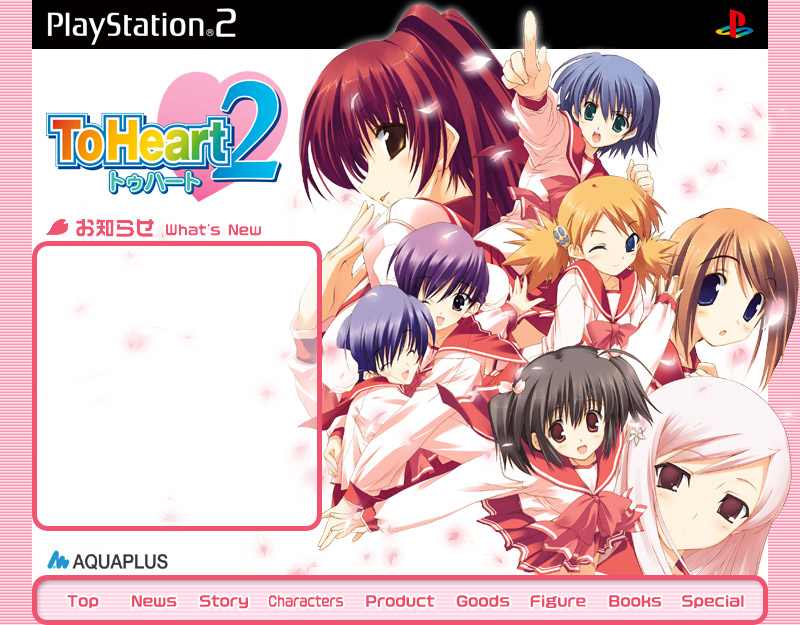 PlayStation®2
ToHeart2
トゥハート
お知らせ What's New
AQUAPLUS
Top News Story Characters Product Goods Figure Books Special